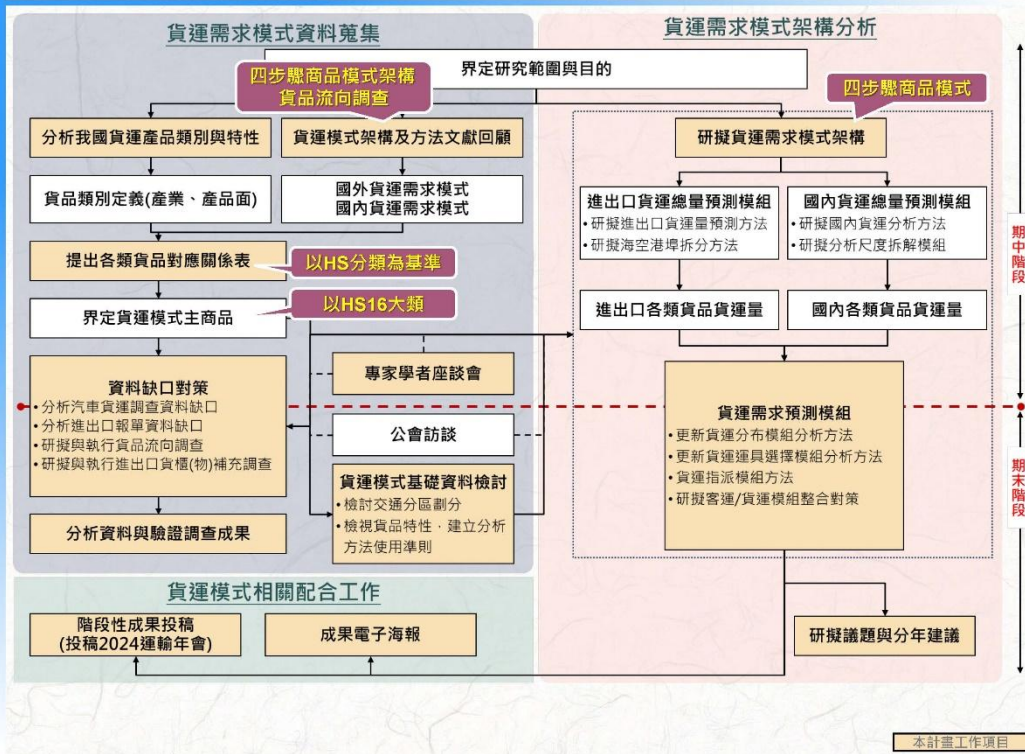 貨運需求模式資料蒐集
貨運需求模式架構分析
界定研究範圍與目的
四步驟商品模式架構
貨品流向調查
四步驟商品模式
分析我國貨運產品類別與特性
貨運模式架構及方法文獻回顧
研擬貨運需求模式架構
貨品類別定義(產業、產品面)
國外貨運需求模式
國內貨運需求模式
進出口貨運總量預測模組
•研擬進出口貨運量預測方法
•研擬海空港埠拆分方法
國內貨運總量預測模組
•研擬國內貨運分析方法
•研擬分析尺度拆解模組
期中階段
提出各類貨品對應關係表
以HS分類為基準
界定貨運模式主商品
以HS16大類
進出口各類貨品貨運量
國內各類貨品貨運量
資料缺口對策
•分析汽車貨運調查資料缺口
•分析進出口報單資料缺口
•研擬與執行貨品流向調查
•研擬與執行進出口貨櫃(物)補充調查
專家學者座談會
公會訪談
貨運需求預測模組
•更新貨運分布模組分析方法
•更新貨運運具選擇模組分析方法
•貨運指派模組方法
•研擬客運/貨運模組整合對策
期末階段
貨運模式基礎資料檢討
•檢討交通分區劃分
•檢視貨品特性，建立分析
方法使用準則
分析資料與驗證調查成果
貨運模式相關配合工作
階段性成果投稿
(投稿2024運輸年會)
成果電子海報
研擬議題與分年建議
本計畫工作項目